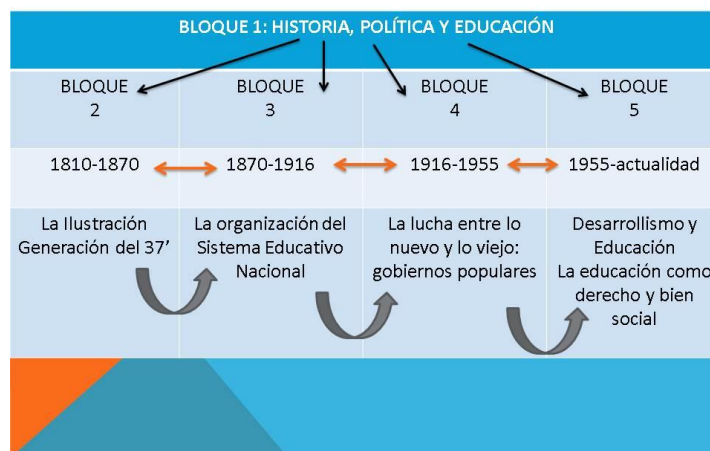 BLOQUE 1: HISTORIA, POLÍTICA Y EDUCACIÓN
BLOQUE
2
BLOQUE
3
BLOQUE
4
BLOQUE
5
1810-1870
1870-1916
1916-1955
1955-actualidad
La Ilustración
Generación del 37’
La organización del
Sistema Educativo
Nacional
La lucha entre lo
nuevo y lo viejo:
gobiernos populares
Desarrollismo y
Educación
La educación como
derecho y bien
social